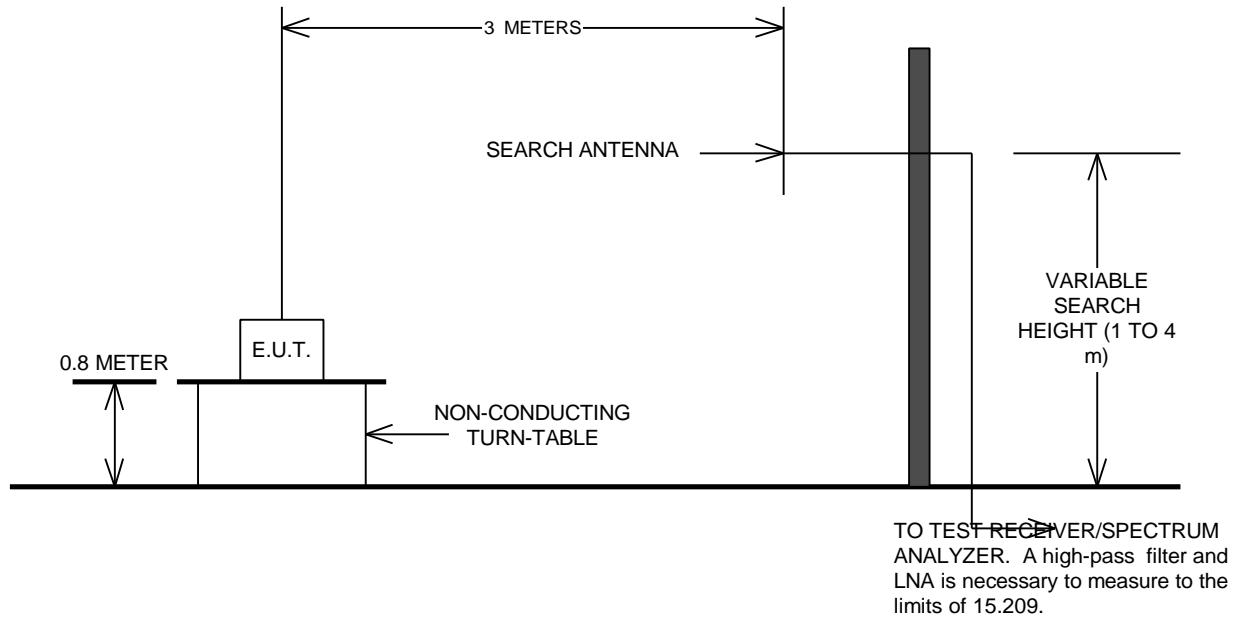 3 METERS
SEARCH ANTENNA
VARIABLE
SEARCH
HEIGHT (1 TO 4
m)
E.U.T.
0.8 METER
NON-CONDUCTING
TURN-TABLE
TO TEST RECEIVER/SPECTRUM
ANALYZER. A high-pass filter and
LNA is necessary to measure to the
limits of 15.209.